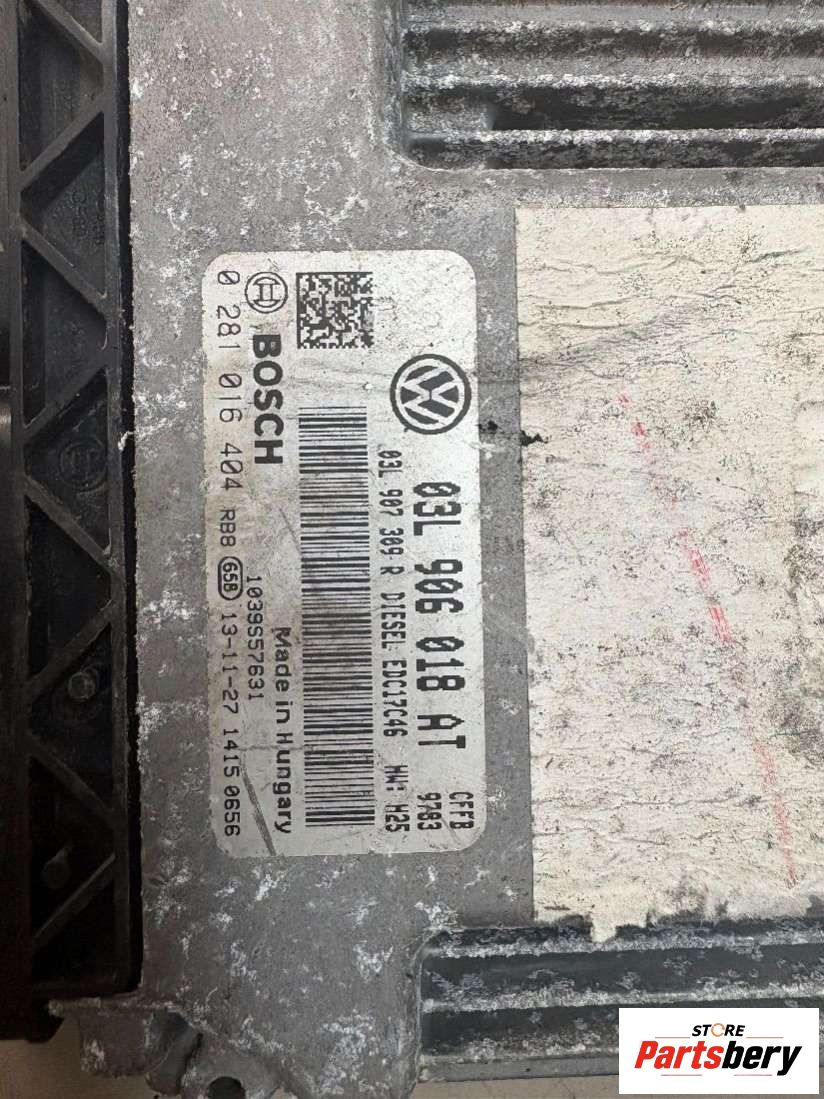 03L 906 018 AT
CFFB
9783
03L 907 309 R DIESEL EDC17C46 HW: H25
BOSCH
1039S57631
Made in Hungary
0 281 016 404 RB8 65B 13-11-27 1415 0656
STORE
Partsbery